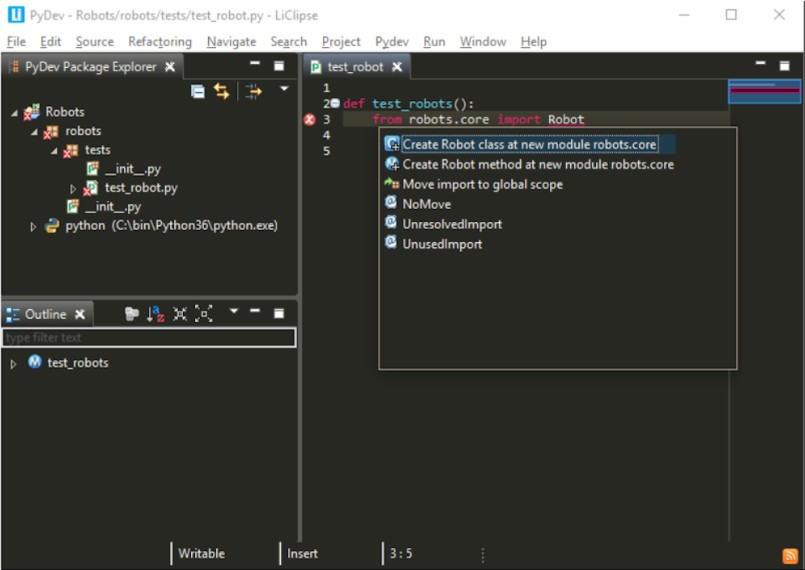 PyDev - Robots/robots/tests/test_robot.py - LiClipse
File Edit Source Refactoring Navigate Search Project Pydev Run Window Help
PyDev Package Explorer
Robots
robots
tests
__init__.py
test_robot.py
__init__.py
python (C:\bin\Python36\python.exe)
Outline
type filter text
test_robots
test_robot
1
2 def test_robots():
3 from robots.core import Robot
4
5
Create Robot class at new module robots.core
Create Robot method at new module robots.core
Move import to global scope
NoMove
UnresolvedImport
UnusedImport
Writable Insert 3 : 5